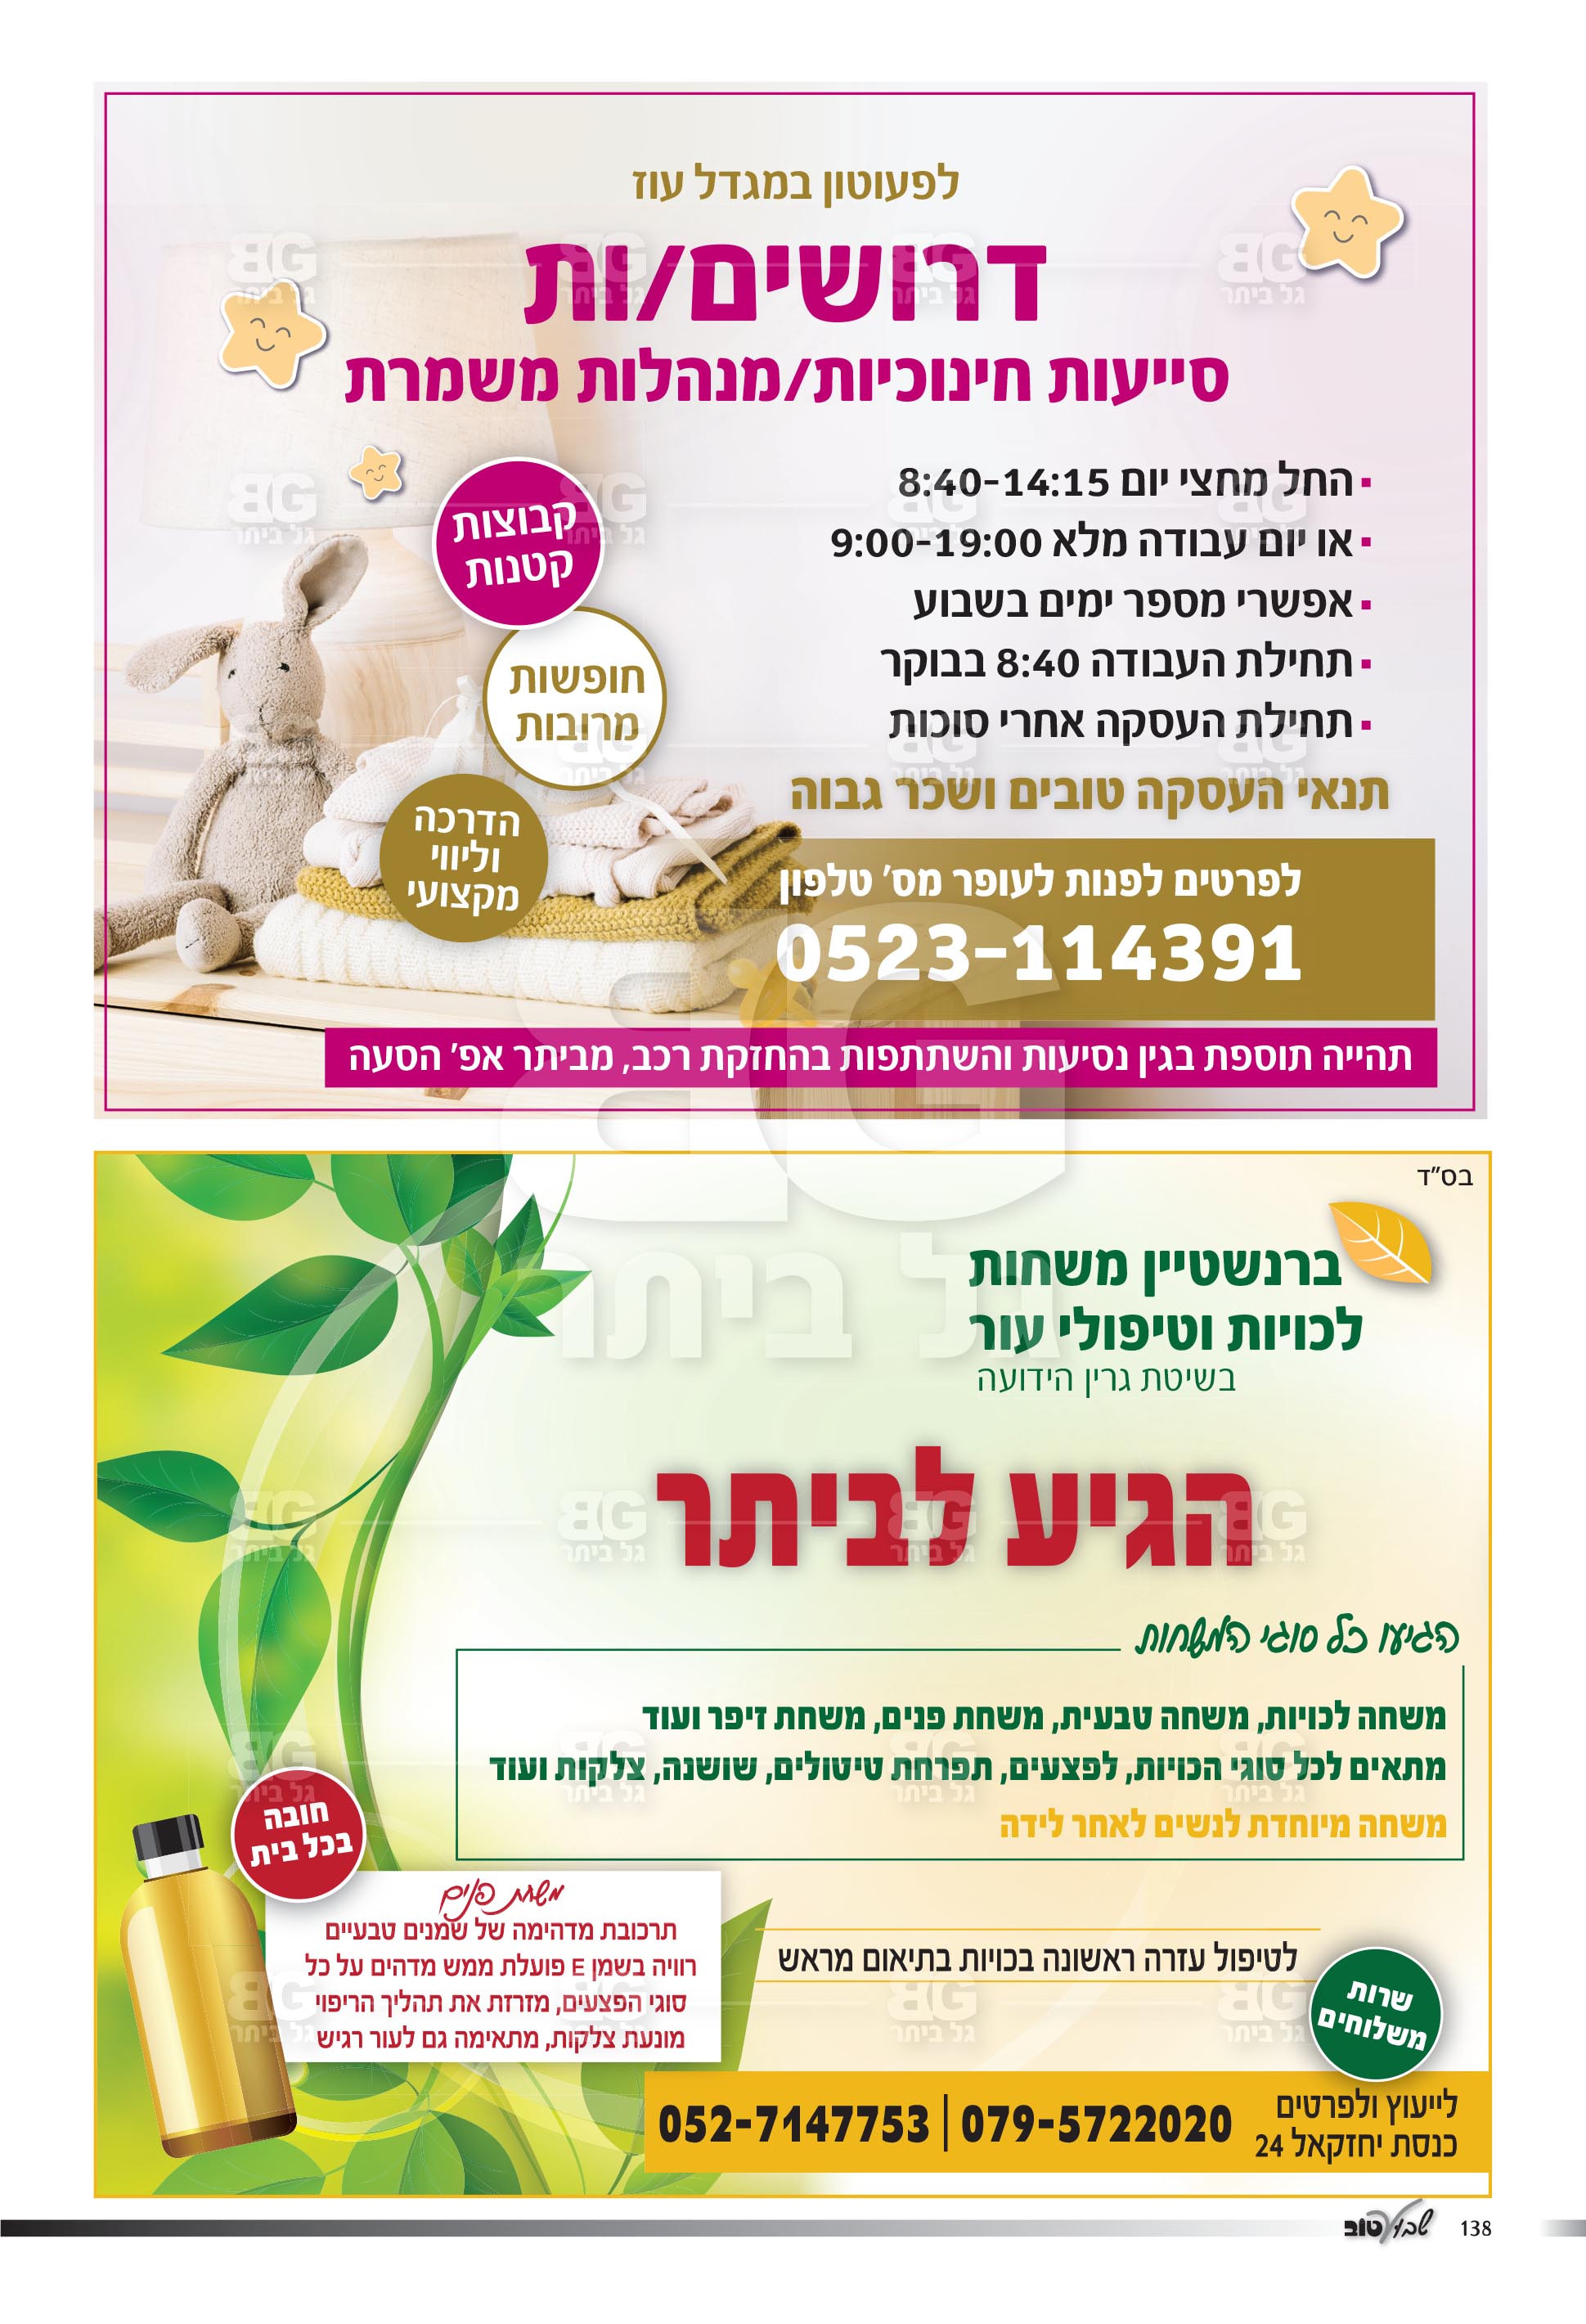 לפעוטון במגדל עוז
דרושים/ות
סייעות חינוכיות/מנהלות משמרת
▪ החל מחצי יום 8:40-14:15
▪ או יום עבודה מלא 9:00-19:00
▪ אפשרי מספר ימים בשבוע
▪ תחילת העבודה 8:40 בבוקר
▪ תחילת העסקה אחרי סוכות
תנאי העסקה טובים ושכר גבוה
קבוצות
קטנות
חופשות
מרובות
הדרכה
וליווי
מקצועי
לפרטים לפנות לעופר מס' טלפון
0523-114391
תהייה תוספת בגין נסיעות והשתתפות בהחזקת רכב, מביתר אפ' הסעה
BG
גל ביתר
בס"ד
ברנשטיין משחות
לכויות וטיפולי עור
בשיטת גרין הידועה
הגיע לביתר
הגיעו כל סוגי המשחות
משחה לכויות, משחה טבעית, משחת פנים, משחת זיפר ועוד
מתאים לכל סוגי הכויות, לפצעים, תפרחת טיטולים, שושנה, צלקות ועוד
משחה מיוחדת לנשים לאחר לידה
חובה
בכל בית
משחת פנים
תרכובת מדהימה של שמנים טבעיים
רוויה בשמן E פועלת ממש מדהים על כל
סוגי הפצעים, מזרזת את תהליך הריפוי
מונעת צלקות, מתאימה גם לעור רגיש
לטיפול עזרה ראשונה בכויות בתיאום מראש
שרות
משלוחים
לייעוץ ולפרטים
כנסת יחזקאל 24
079-5722020 | 052-7147753
138 שבוע טוב